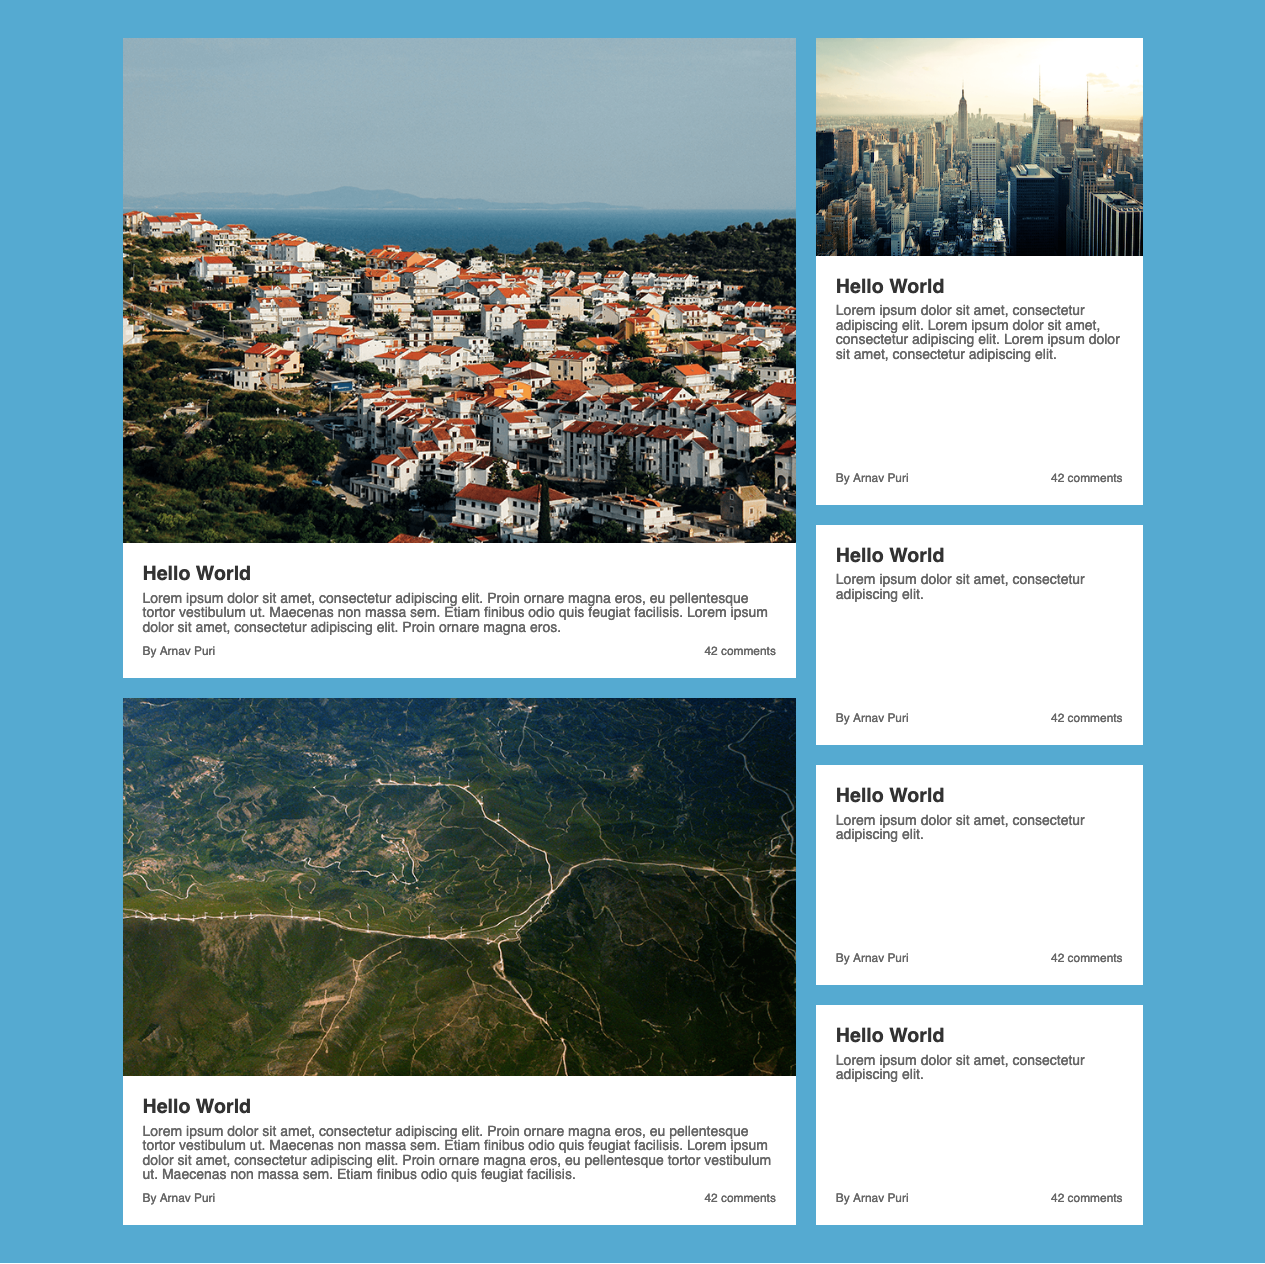 Hello World
Lorem ipsum dolor sit amet, consectetur adipiscing elit. Proin ornare magna eros, eu pellentesque
tortor vestibulum ut. Maecenas non massa sem. Etiam finibus odio quis feugiat facilisis. Lorem ipsum
dolor sit amet, consectetur adipiscing elit. Proin ornare magna eros.
By Arnav Puri
42 comments
Hello World
Lorem ipsum dolor sit amet, consectetur adipiscing elit. Proin ornare magna eros, eu pellentesque
tortor vestibulum ut. Maecenas non massa sem. Etiam finibus odio quis feugiat facilisis. Lorem ipsum
dolor sit amet, consectetur adipiscing elit. Proin ornare magna eros, eu pellentesque tortor vestibulum
ut. Maecenas non massa sem. Etiam finibus odio quis feugiat facilisis.
By Arnav Puri
42 comments
Hello World
Lorem ipsum dolor sit amet, consectetur
adipiscing elit. Lorem ipsum dolor sit amet,
consectetur adipiscing elit. Lorem ipsum dolor
sit amet, consectetur adipiscing elit.
By Arnav Puri
42 comments
Hello World
Lorem ipsum dolor sit amet, consectetur
adipiscing elit.
By Arnav Puri
42 comments
Hello World
Lorem ipsum dolor sit amet, consectetur
adipiscing elit.
By Arnav Puri
42 comments
Hello World
Lorem ipsum dolor sit amet, consectetur
adipiscing elit.
By Arnav Puri
42 comments